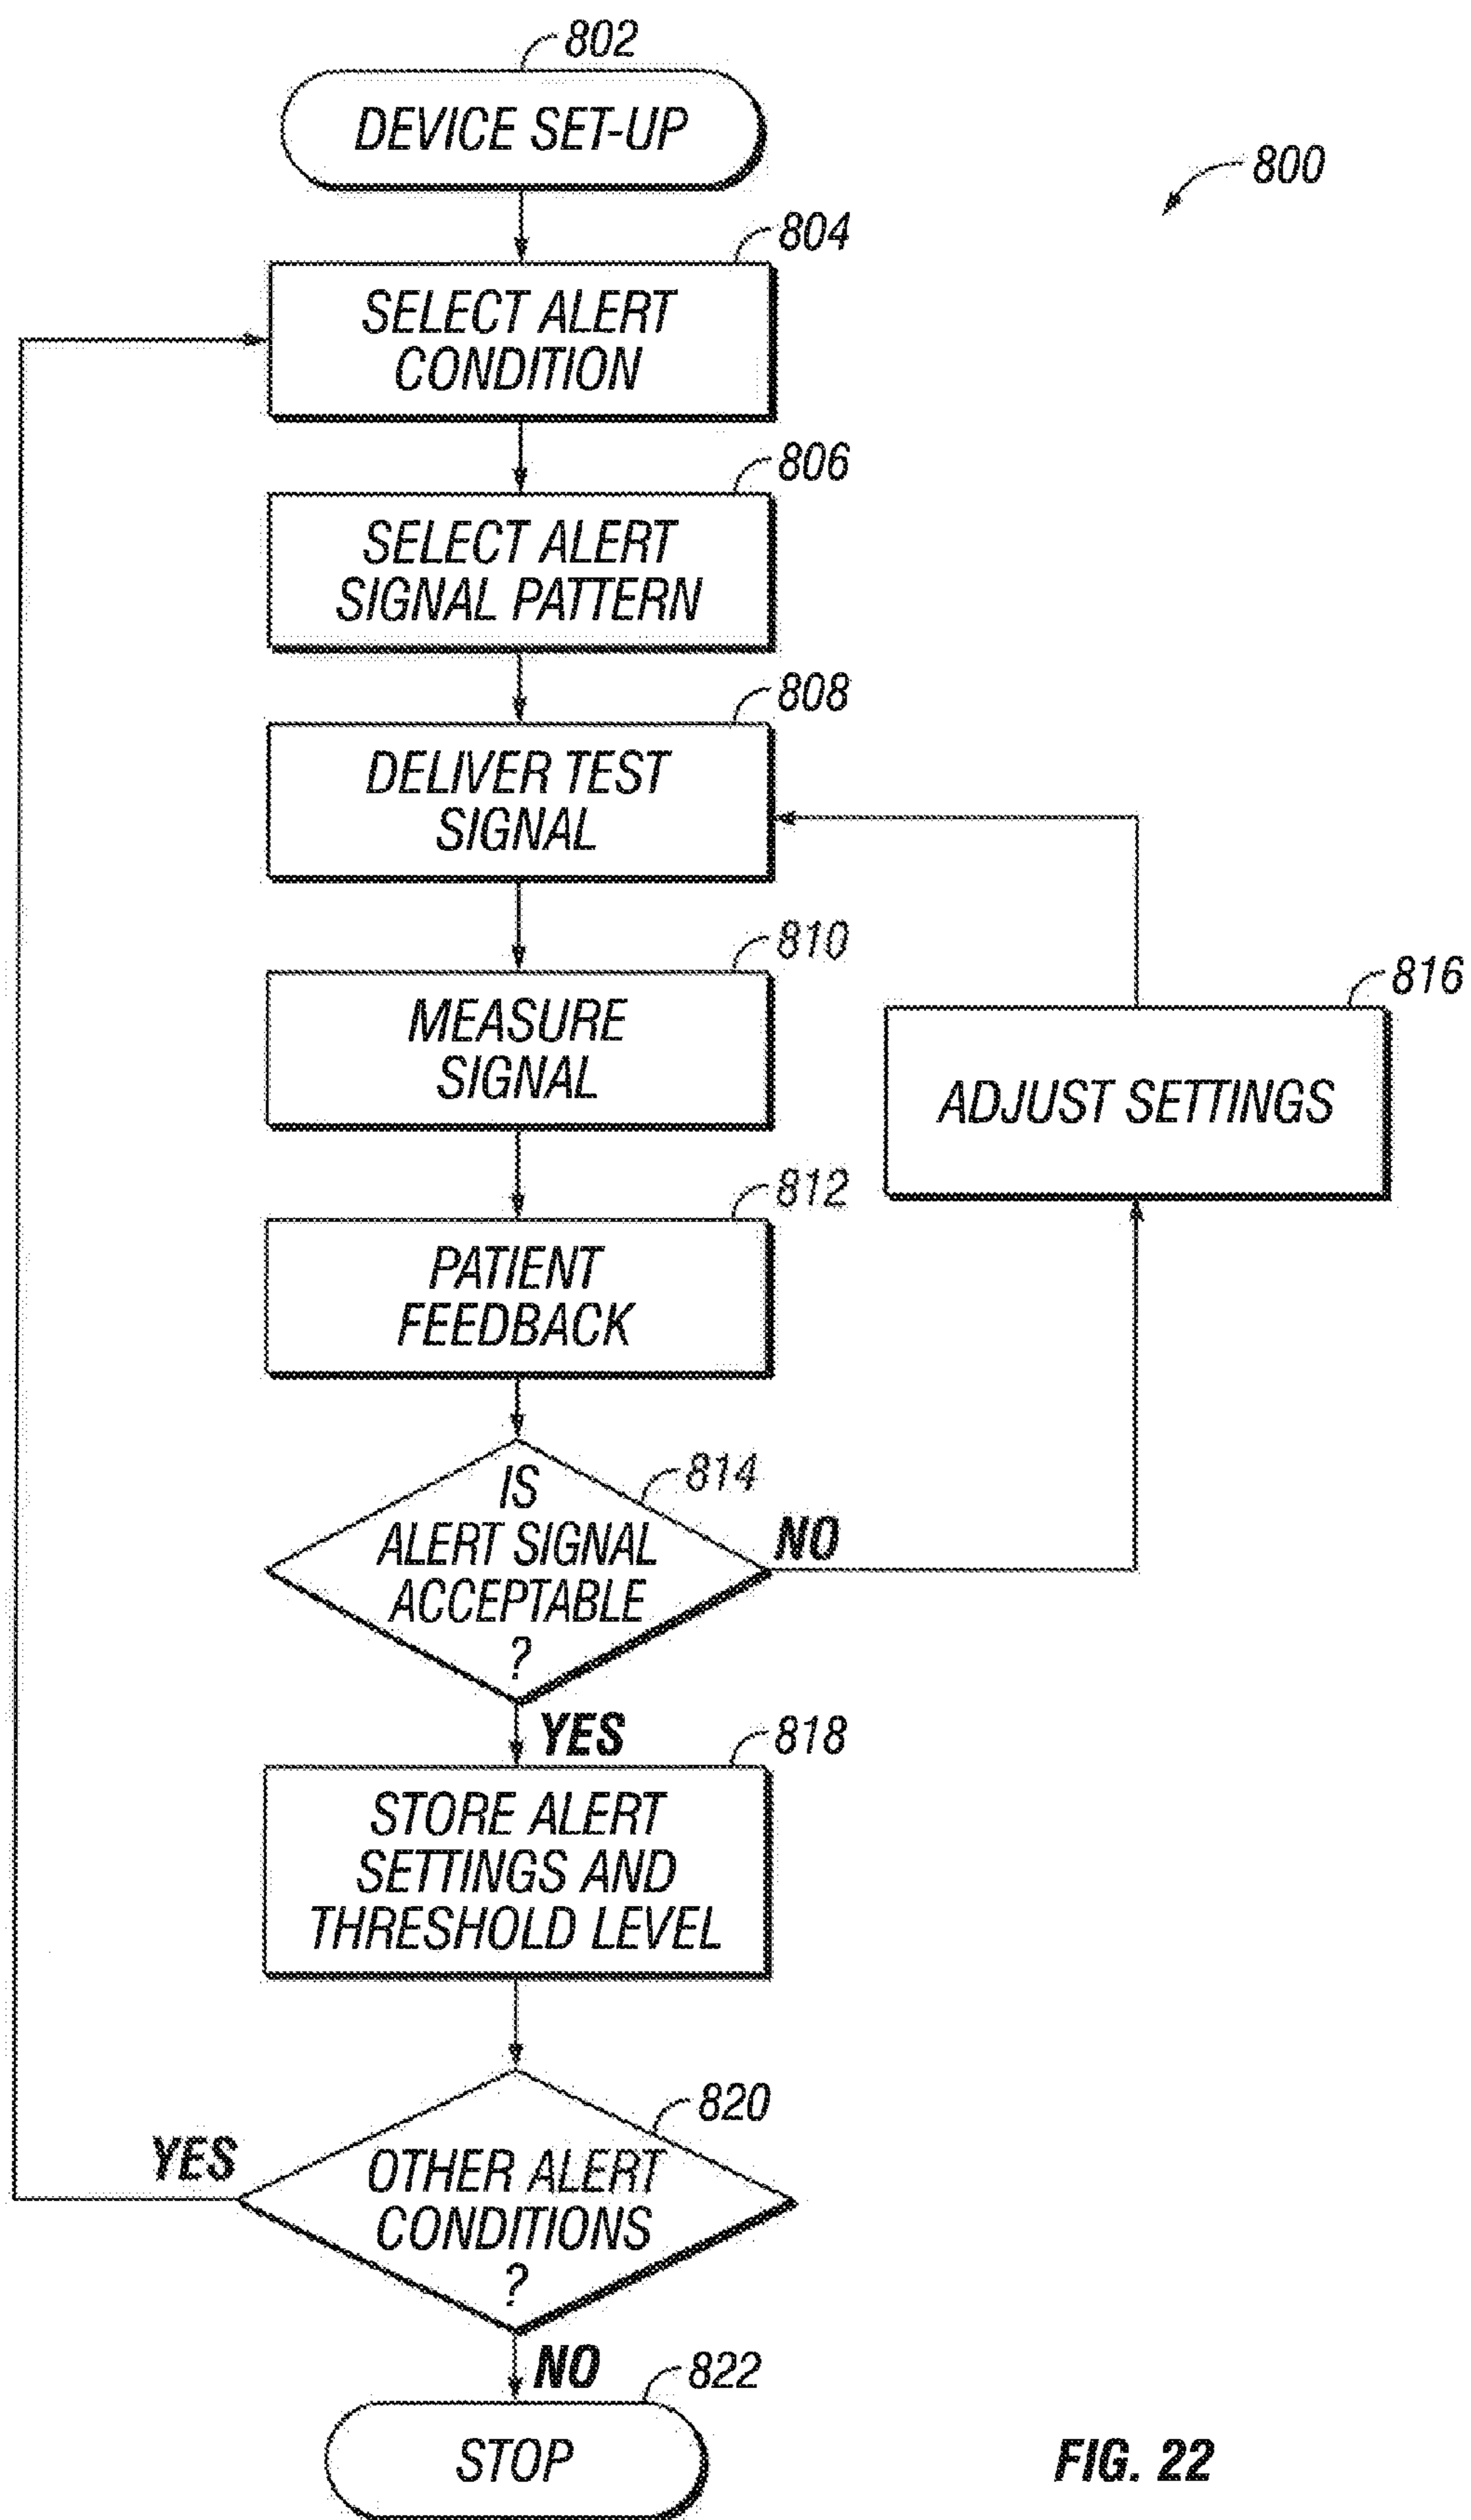 802
DEVICE SET-UP
800
804
SELECT ALERT
CONDITION
806
SELECT ALERT
SIGNAL PATTERN
808
DELIVER TEST
SIGNAL
810
MEASURE
SIGNAL
816
ADJUST SETTINGS
812
PATIENT
FEEDBACK
814
IS
ALERT SIGNAL
ACCEPTABLE
?
NO
YES
818
STORE ALERT
SETTINGS AND
THRESHOLD LEVEL
820
YES
OTHER ALERT
CONDITIONS
?
NO
822
STOP
FIG. 22